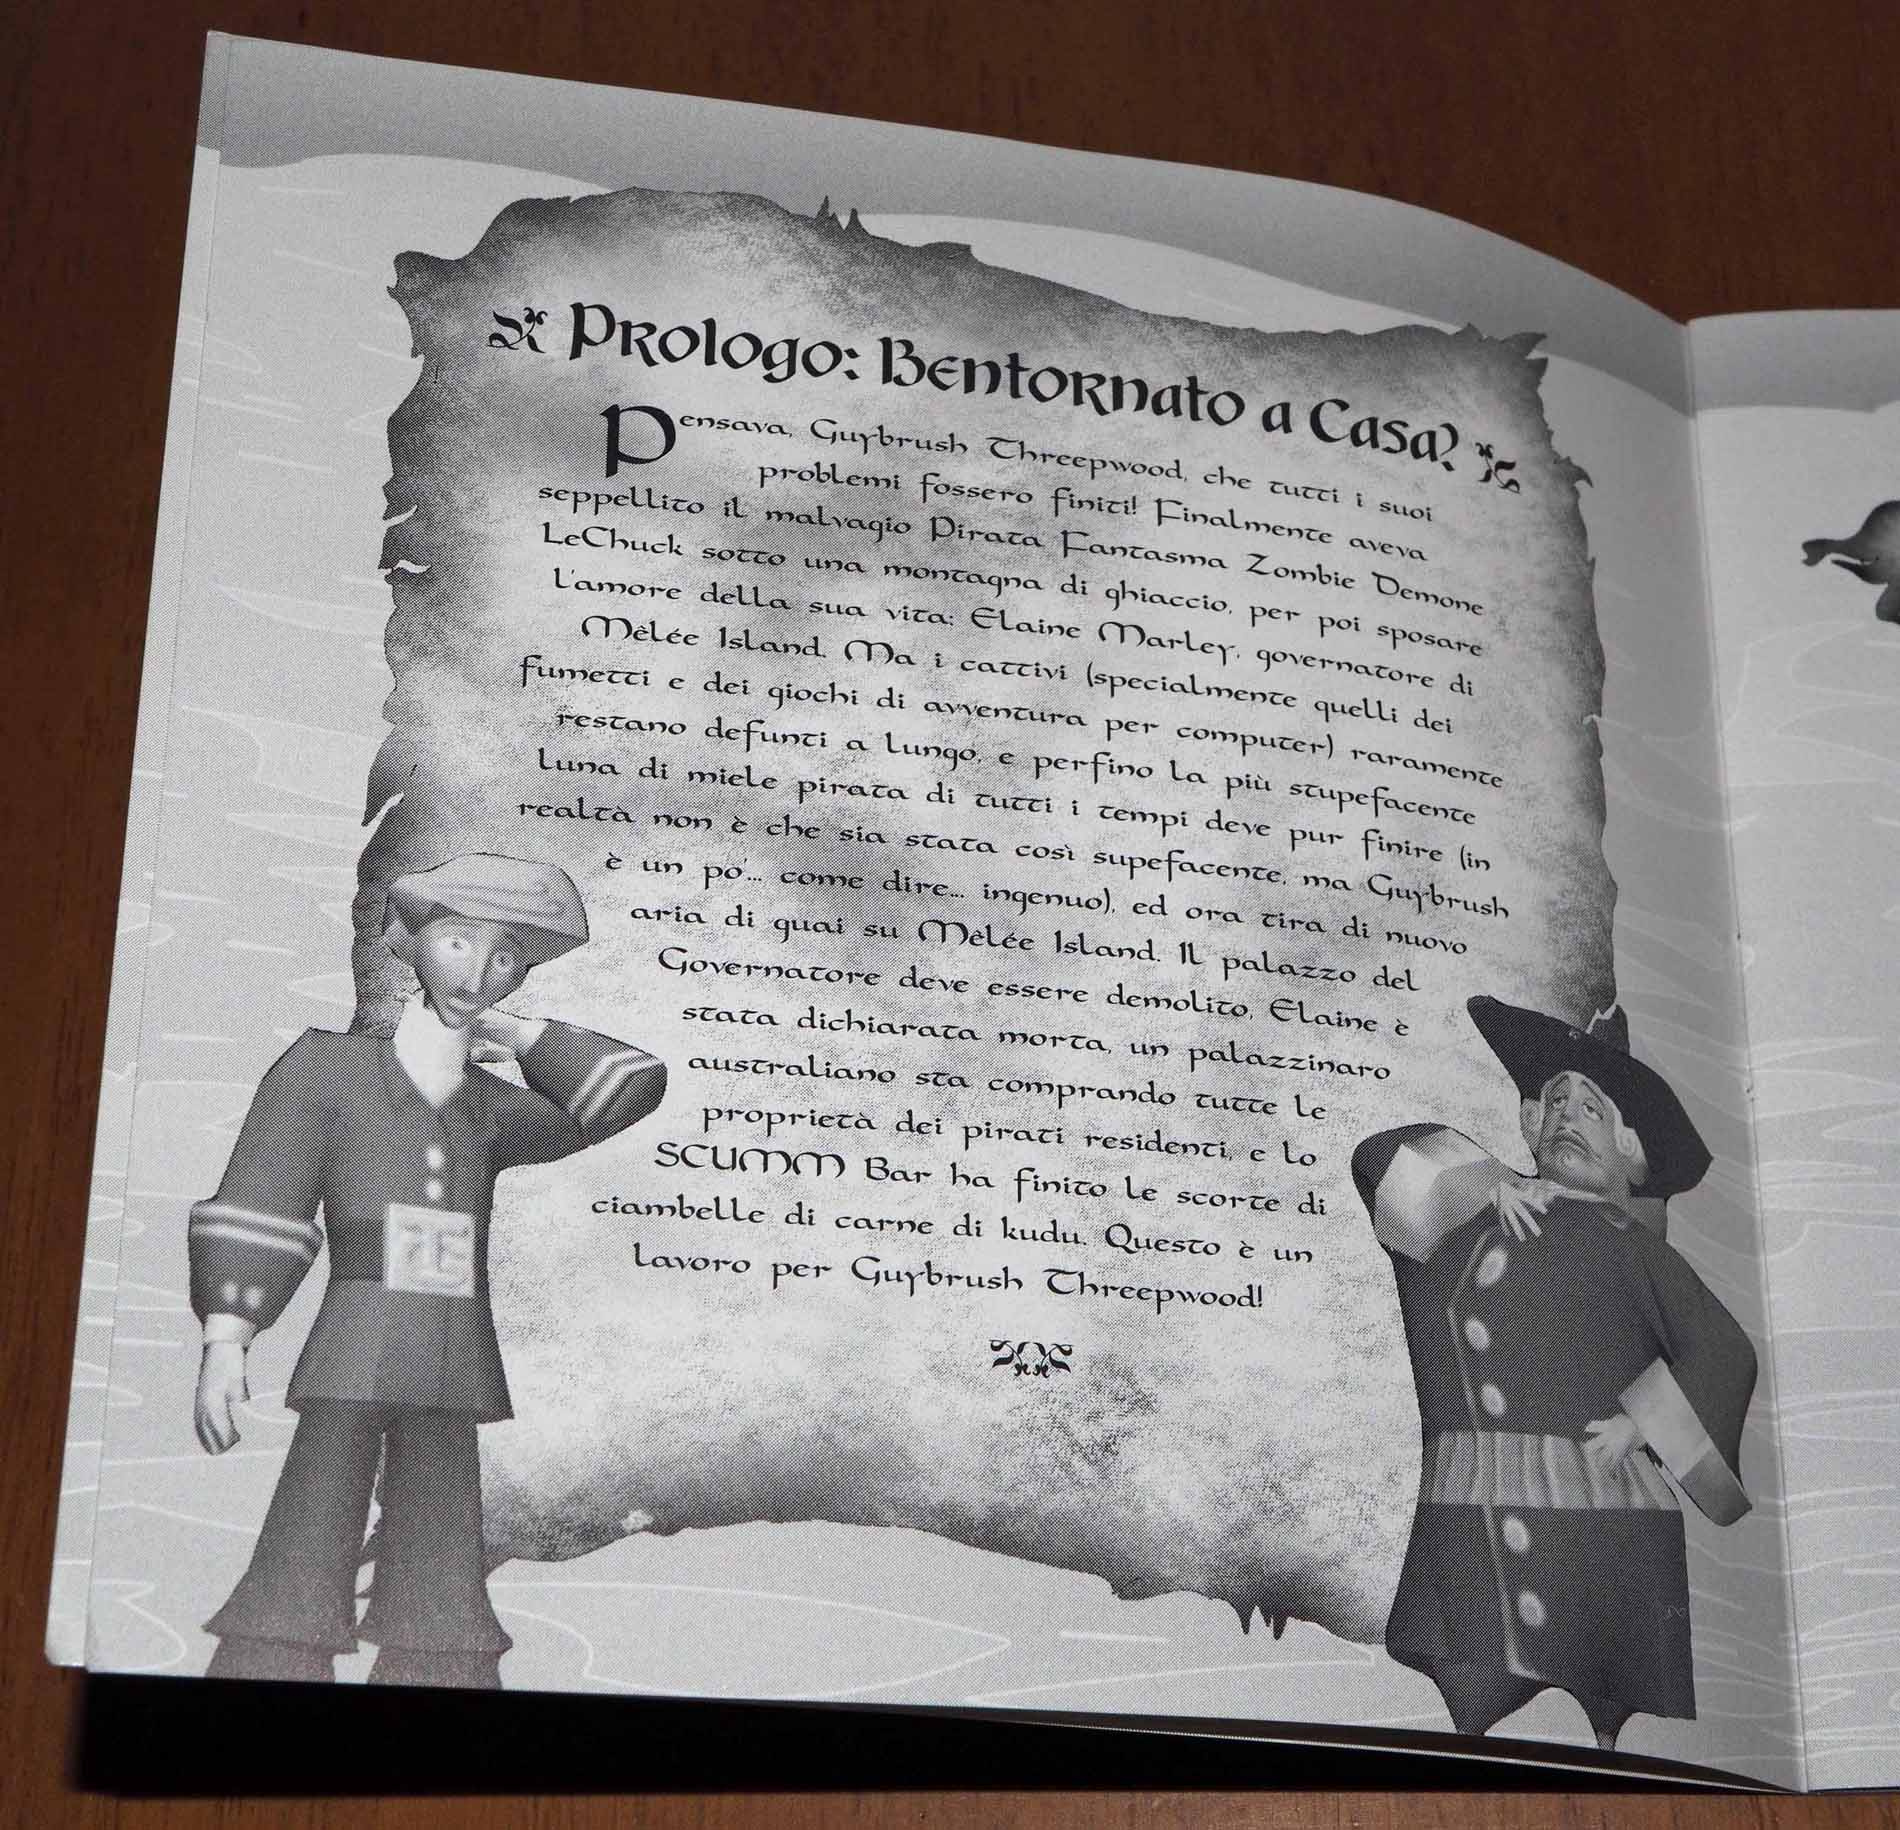 Prologo: Bentornato a Casa?
Pensava, Guybrush Threepwood, che tutti i suoi
problemi fossero finiti! Finalmente aveva
seppellito il malvagio Pirata Fantasma Zombie Demone
LeChuck sotto una montagna di ghiaccio, per poi sposare
l'amore della sua vita: Elaine Marley, governatore di
Mêlée Island. Ma i cattivi (specialmente quelli dei
fumetti e dei giochi di avventura per computer) raramente
restano defunti a lungo, e perfino la più stupefacente
luna di miele pirata di tutti i tempi deve pur finire (in
realtà non è che sia stata così supefacente, ma Guybrush
è un po'... come dire... ingenuo), ed ora tira di nuovo
aria di guai su Mêlée Island. Il palazzo del
Governatore deve essere demolito, Elaine è
stata dichiarata morta, un palazzinaro
australiano sta comprando tutte le
proprietà dei pirati residenti, e lo
SCUMM Bar ha finito le scorte di
ciambelle di carne di kudu. Questo è un
lavoro per Guybrush Threepwood!